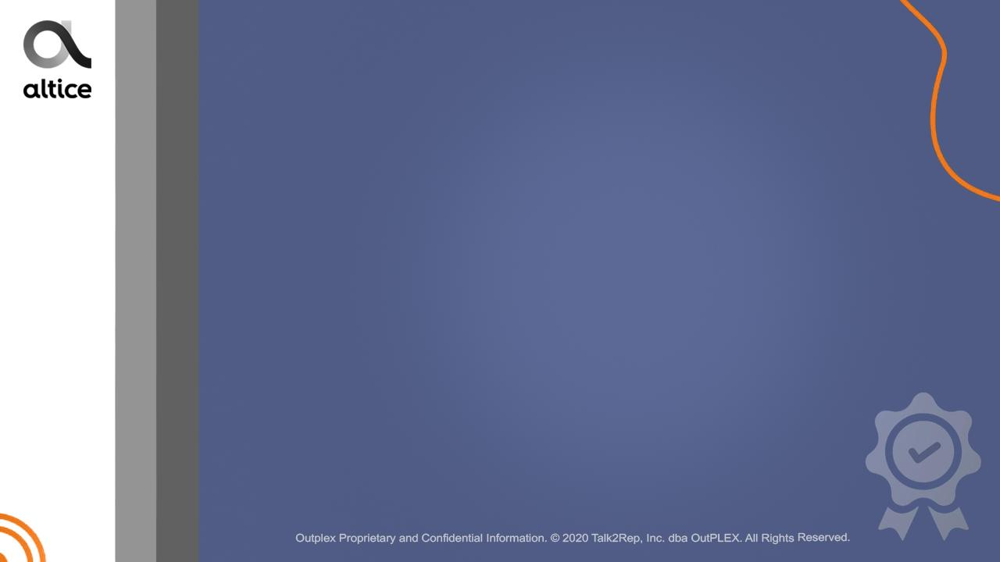 altice
Outplex Proprietary and Confidential Information. © 2020 Talk2Rep, Inc. dba OutPLEX. All Rights Reserved.